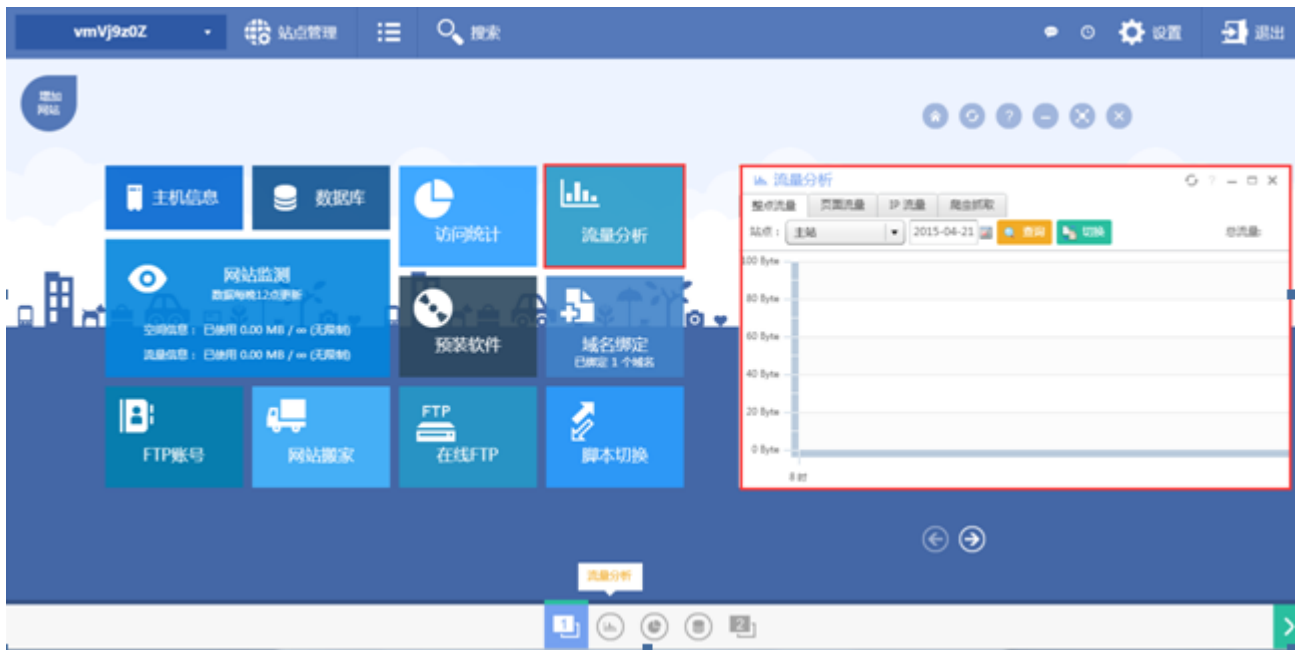 vmVj9z0Z
站点管理
搜索
设置
退出
增加
网站
主机信息
数据库
访问统计
流量分析
网站监测
数据每晚12点更新
空间信息： 已使用 0.00 MB / ∞ (无限制)
流量信息： 已使用 0.00 MB / ∞ (无限制)
预装软件
域名绑定
已绑定 1 个域名
FTP账号
网站搬家
FTP
在线FTP
脚本切换
流量分析
整点流量 页面流量 IP 流量 爬虫抓取
站点： 主站 2015-04-21 查询 切换 总流量:
100 Byte
80 Byte
60 Byte
40 Byte
20 Byte
0 Byte
8 时
流量分析
1
2